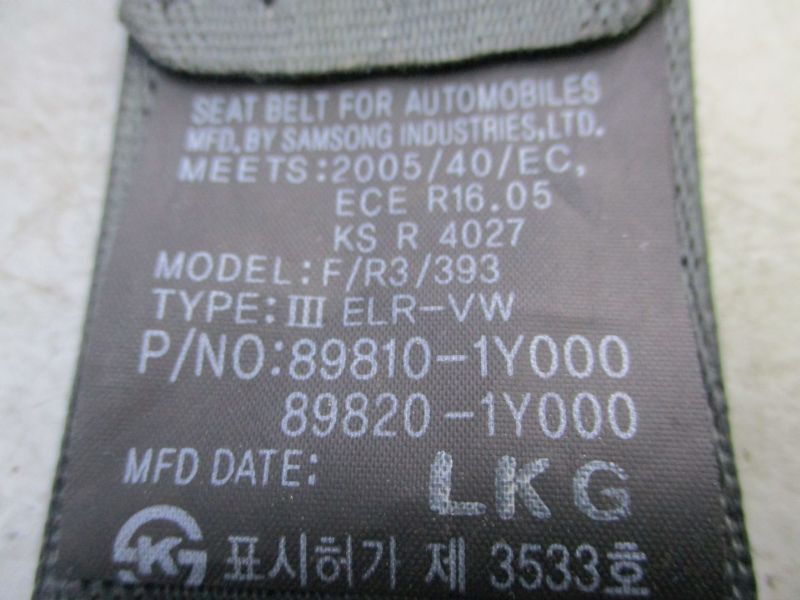 SEAT BELT FOR AUTOMOBILES
MFD. BY SAMSONG INDUSTRIES,LTD.
MEETS:2005/40/EC,
ECE R16.05
KS R 4027
MODEL:F/R3/393
TYPE:Ⅲ ELR-VW
P/NO:89810-1Y000
89820-1Y000
MFD DATE: LKG
표시허가 제 3533호